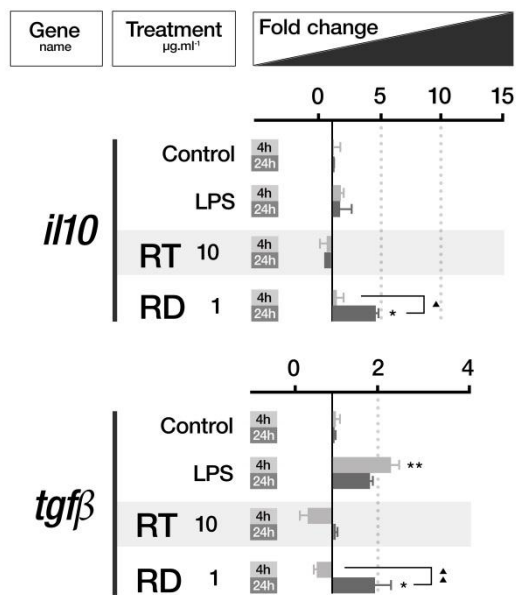 Gene Treatment Fold change
name µg.ml-1
0 5 10 15
Control 4h
24h
LPS 4h
24h
il10
RT 10 4h
24h
RD 1 4h
24h *
0 2 4
Control 4h
24h
LPS 4h **
24h
tgfβ
RT 10 4h
24h
RD 1 4h
24h *